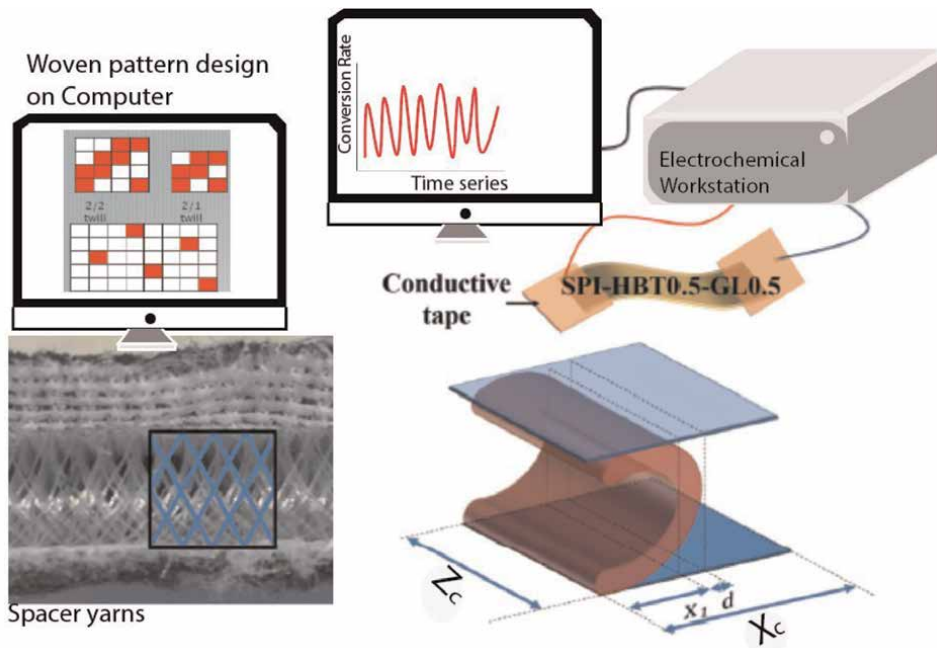 Woven pattern design
on Computer
2/2
twill
2/1
twill
Conversion Rate
Time series
Electrochemical
Workstation
Conductive
tape
SPI-HBT0.5-GL0.5
Spacer yarns
Zc
x₁ d
Xc